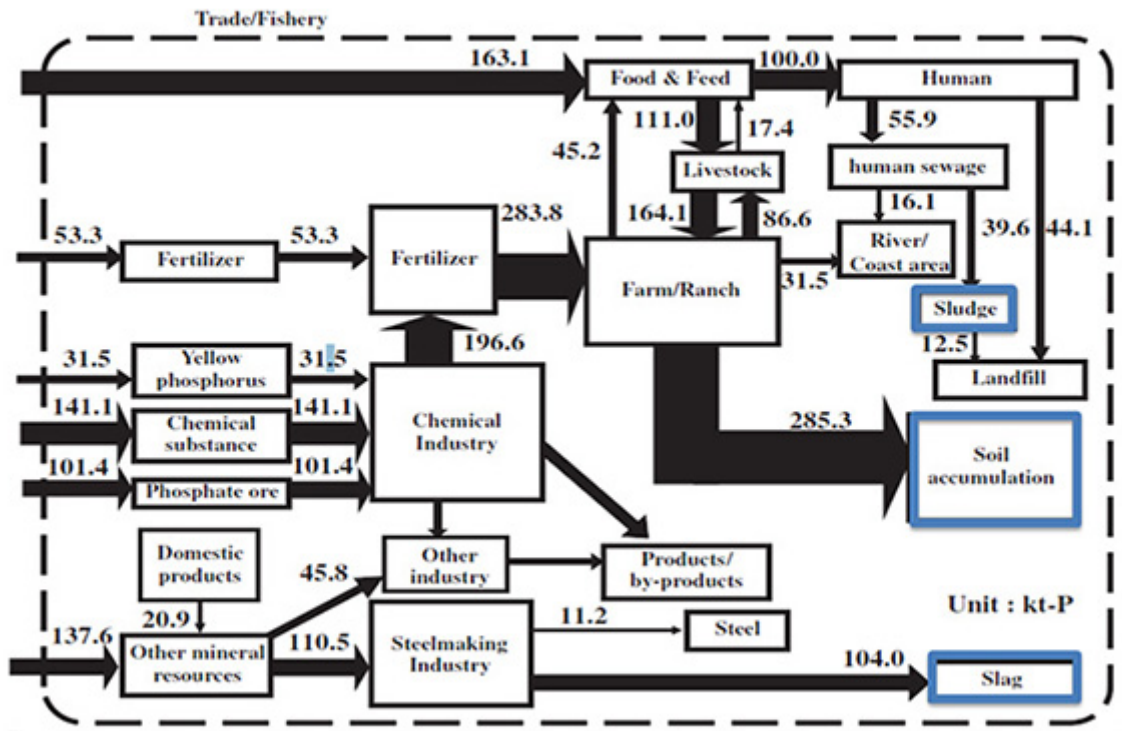 Trade/Fishery
163.1
Food & Feed
100.0
Human
111.0
17.4
55.9
45.2
Livestock
human sewage
164.1
86.6
16.1
39.6
44.1
53.3
Fertilizer
53.3
Fertilizer
283.8
Farm/Ranch
31.5
River/
Coast area
Sludge
12.5
Landfill
196.6
31.5
Yellow
phosphorus
31.5
141.1
Chemical
substance
141.1
Chemical
Industry
101.4
Phosphate ore
101.4
285.3
Soil
accumulation
Domestic
products
45.8
Other
industry
Products/
by-products
20.9
137.6
Other mineral
resources
110.5
Steelmaking
Industry
11.2
Steel
Unit : kt-P
104.0
Slag